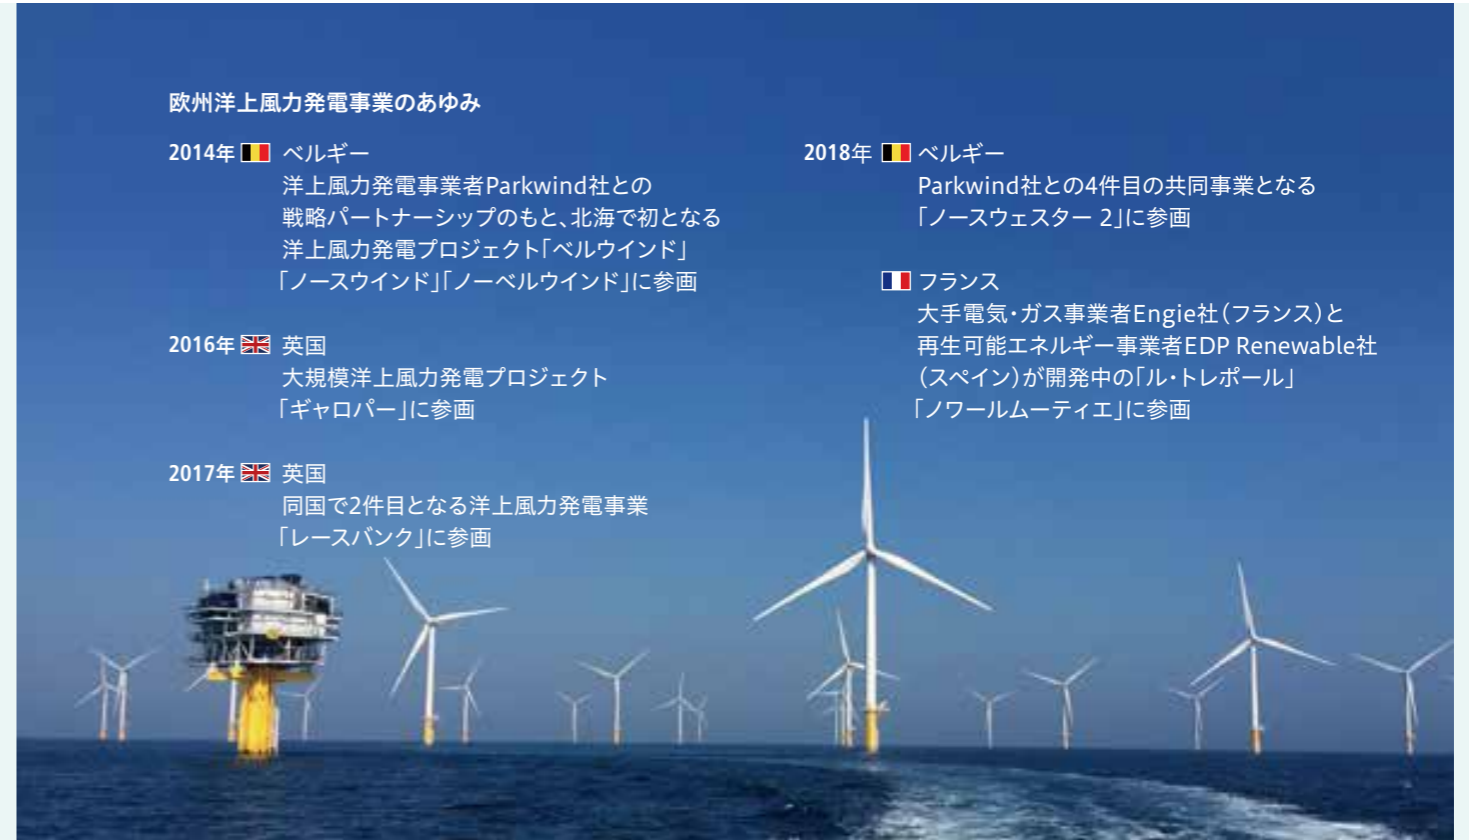 欧州洋上風力発電事業のあゆみ
2014年 ベルギー
洋上風力発電事業者Parkwind社との
戦略パートナーシップのもと、北海で初となる
洋上風力発電プロジェクト「ベルウインド」
「ノースウインド」「ノーベルウインド」に参画
2016年 英国
大規模洋上風力発電プロジェクト
「ギャロパー」に参画
2017年 英国
同国で2件目となる洋上風力発電事業
「レースバンク」に参画
2018年 ベルギー
Parkwind社との4件目の共同事業となる
「ノースウェスター 2」に参画
フランス
大手電気・ガス事業者Engie社（フランス）と
再生可能エネルギー事業者EDP Renewable社
（スペイン）が開発中の「ル・トレポール」
「ノワールムーティエ」に参画